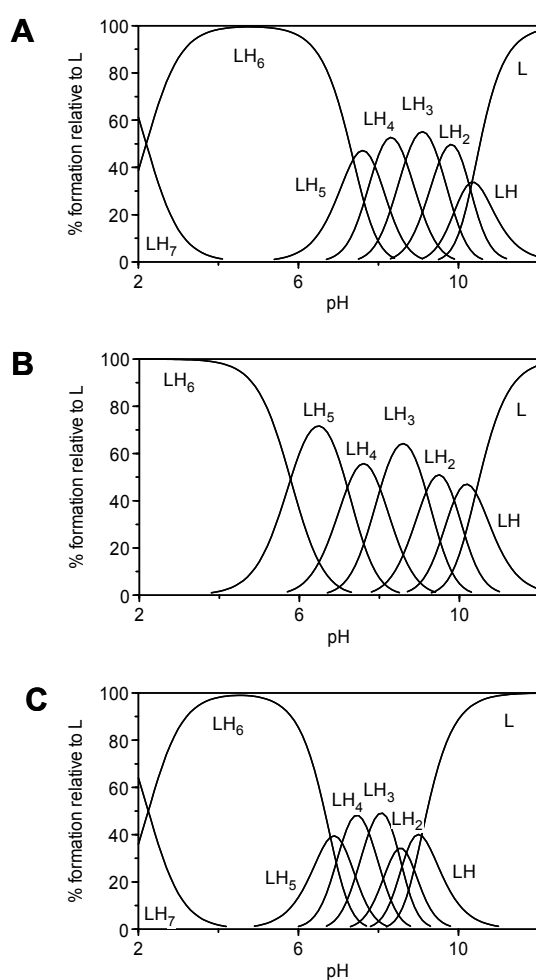 A
% formation relative to L
100
80
60
40
20
0
LH₆
LH₇
LH₅
LH₄
LH₃
LH₂
LH
L
2
6
10
pH
B
% formation relative to L
100
80
60
40
20
0
LH₆
LH₅
LH₄
LH₃
LH₂
LH
L
2
6
10
pH
C
% formation relative to L
100
80
60
40
20
0
LH₆
LH₇
LH₅
LH₄
LH₃
LH₂
LH
L
2
6
10
pH